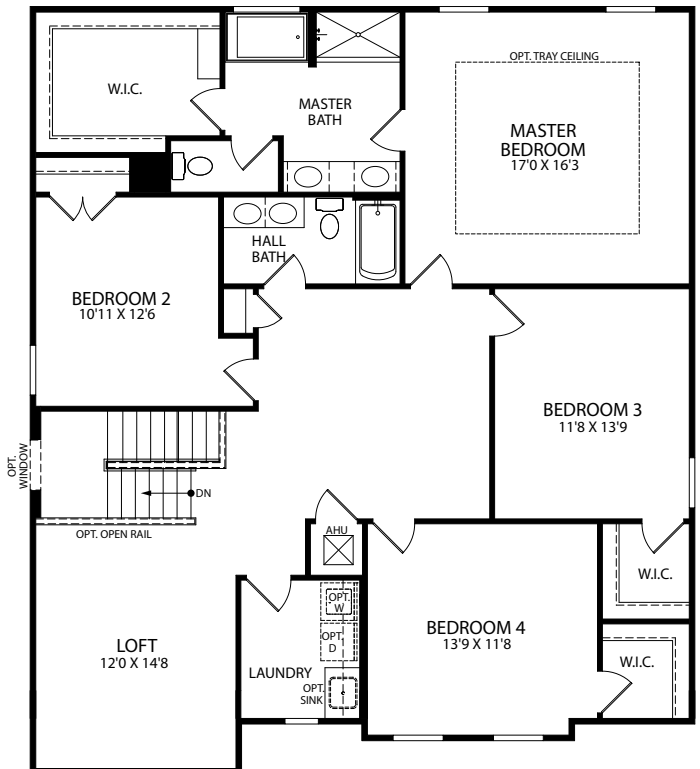 OPT. TRAY CEILING
W.I.C.
MASTER
BATH
MASTER
BEDROOM
17'0 X 16'3
HALL
BATH
BEDROOM 2
10'11 X 12'6
BEDROOM 3
11'8 X 13'9
OPT.
WINDOW
DN
OPT. OPEN RAIL
AHU
W.I.C.
OPT.
W
OPT.
D
BEDROOM 4
13'9 X 11'8
LOFT
12'0 X 14'8
LAUNDRY
OPT.
SINK
W.I.C.